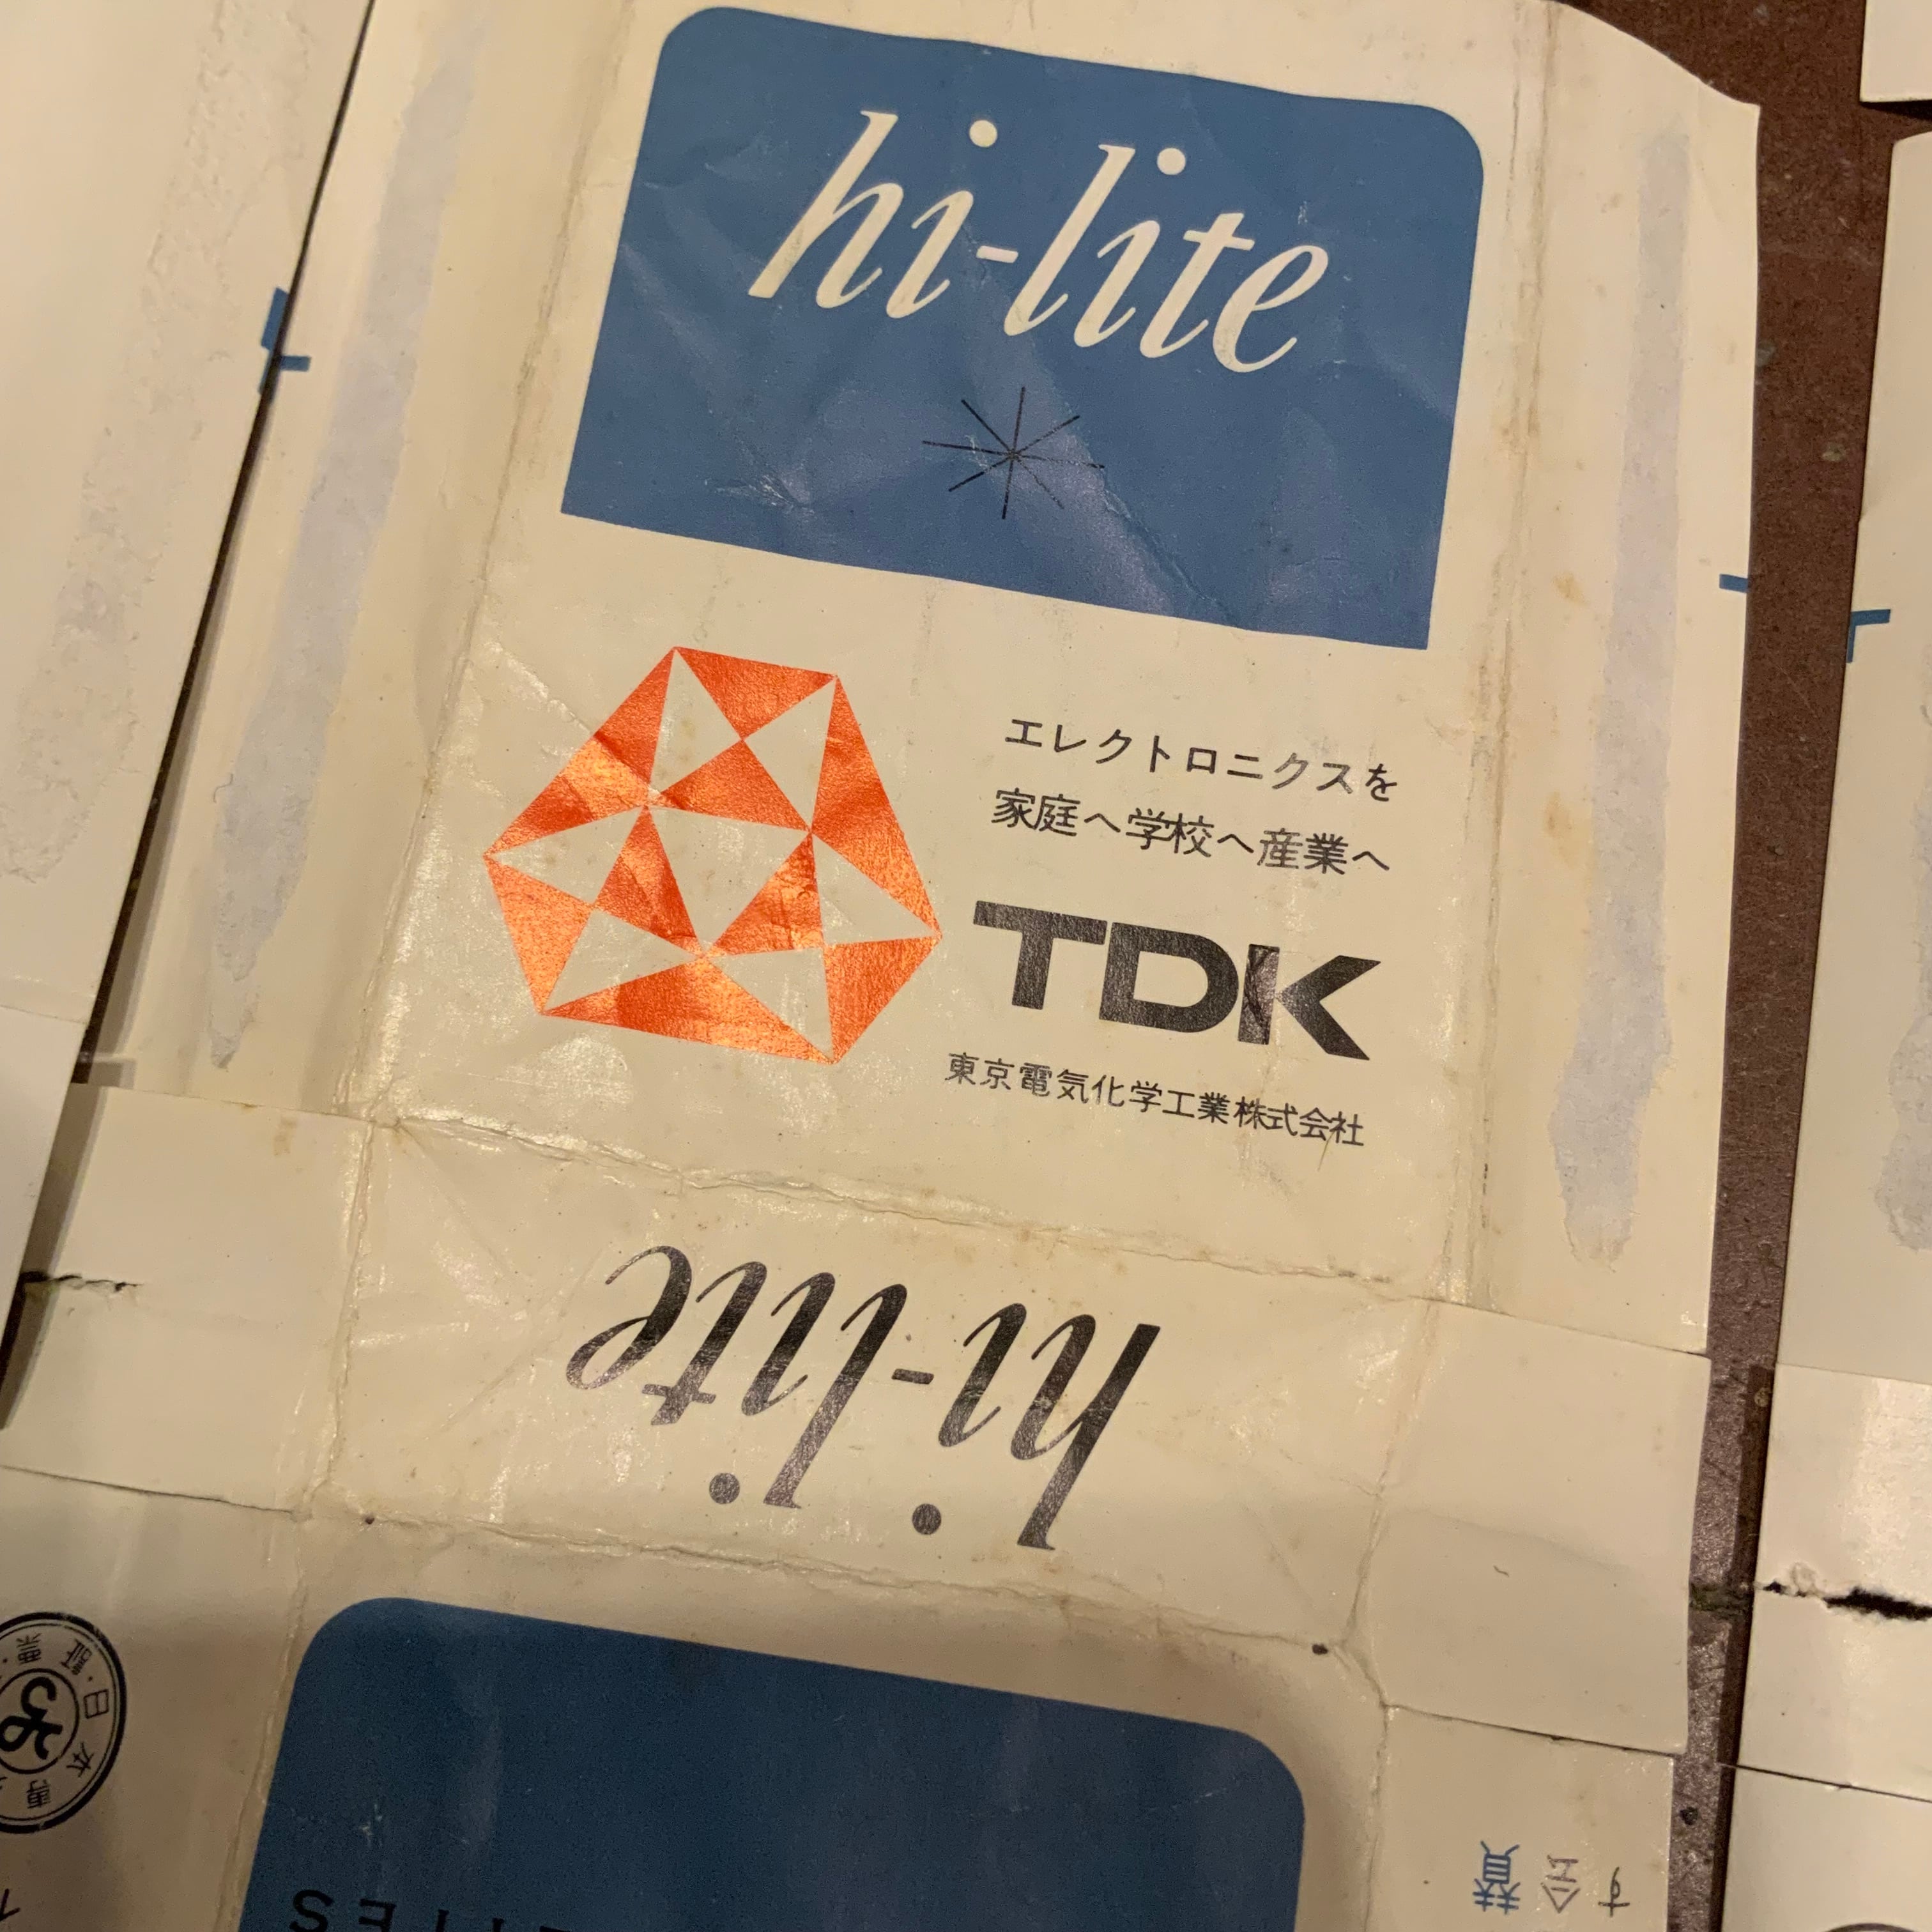 hi-lite
エレクトロニクスを
家庭へ学校へ産業へ
TDK
東京電気化学工業株式会社
hi-lite